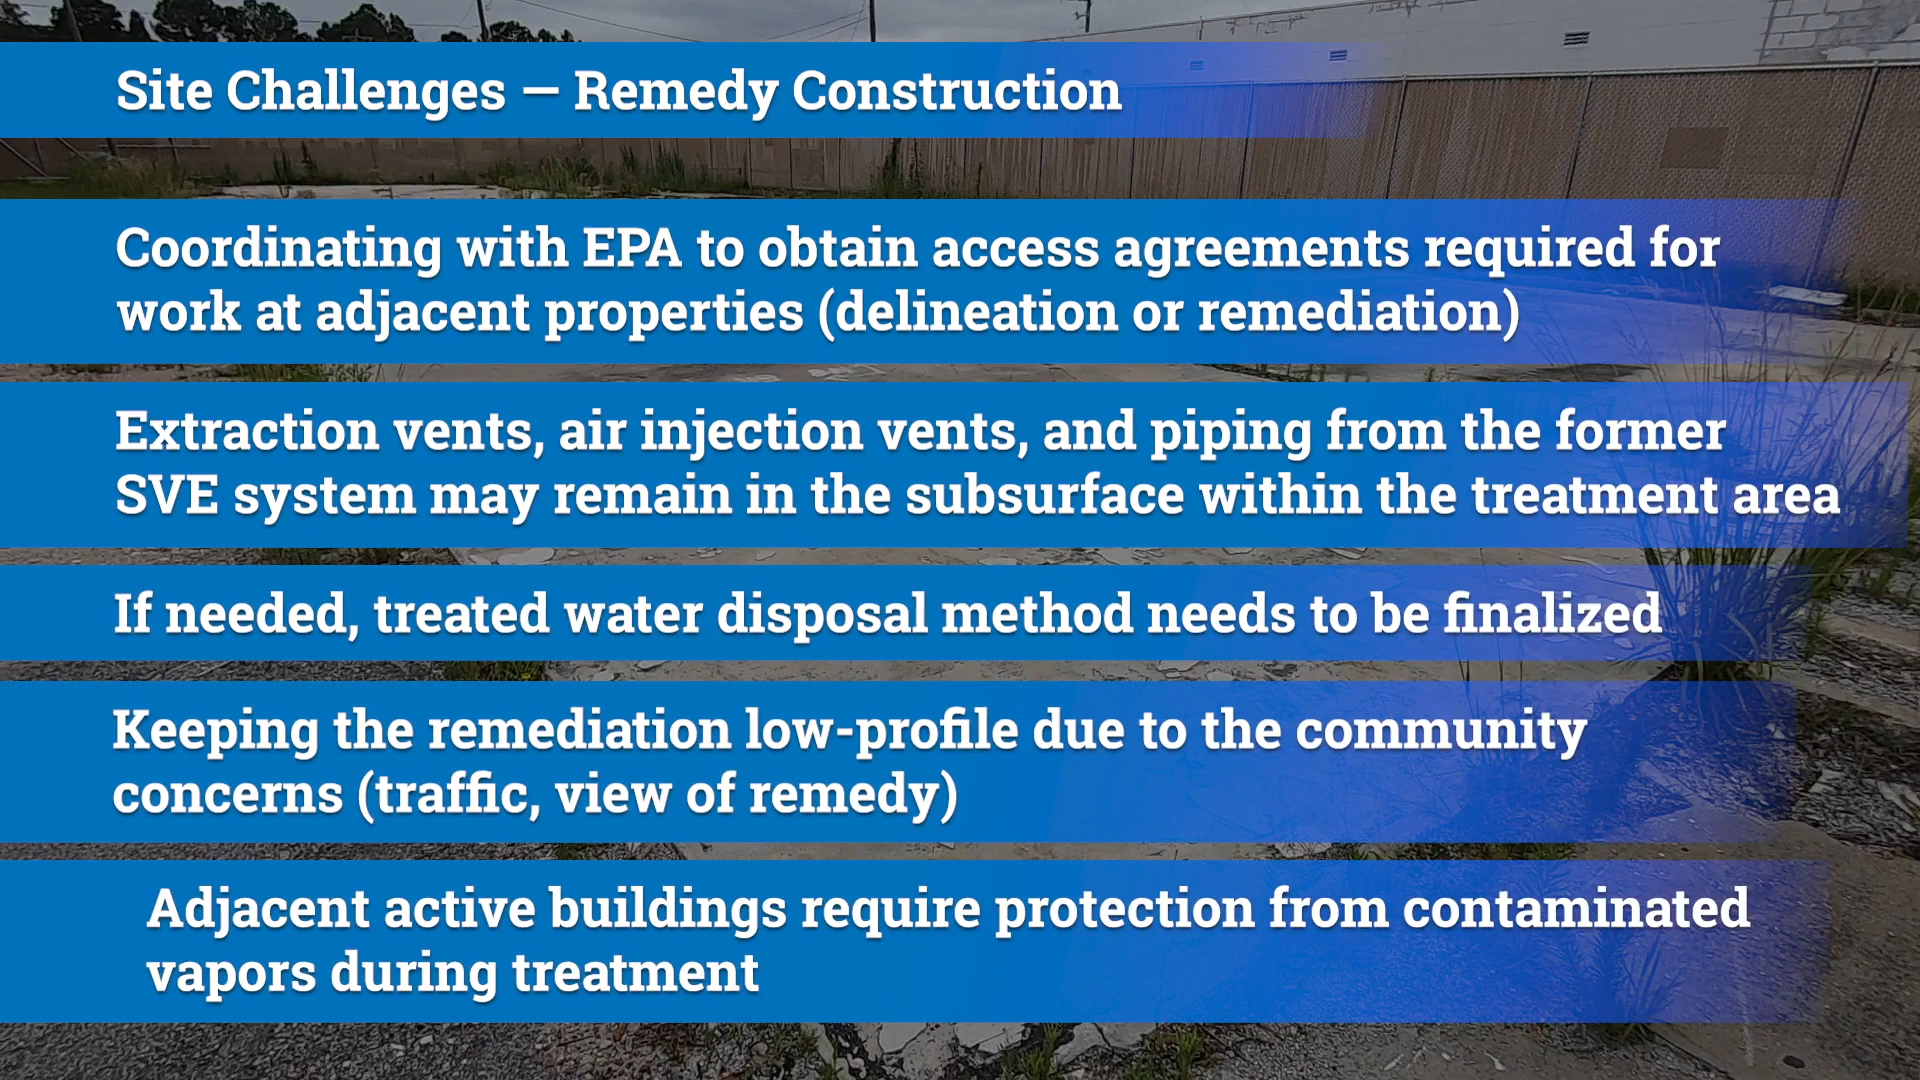 Site Challenges — Remedy Construction
Coordinating with EPA to obtain access agreements required for
work at adjacent properties (delineation or remediation)
Extraction vents, air injection vents, and piping from the former
SVE system may remain in the subsurface within the treatment area
If needed, treated water disposal method needs to be finalized
Keeping the remediation low-profile due to the community
concerns (traffic, view of remedy)
Adjacent active buildings require protection from contaminated
vapors during treatment